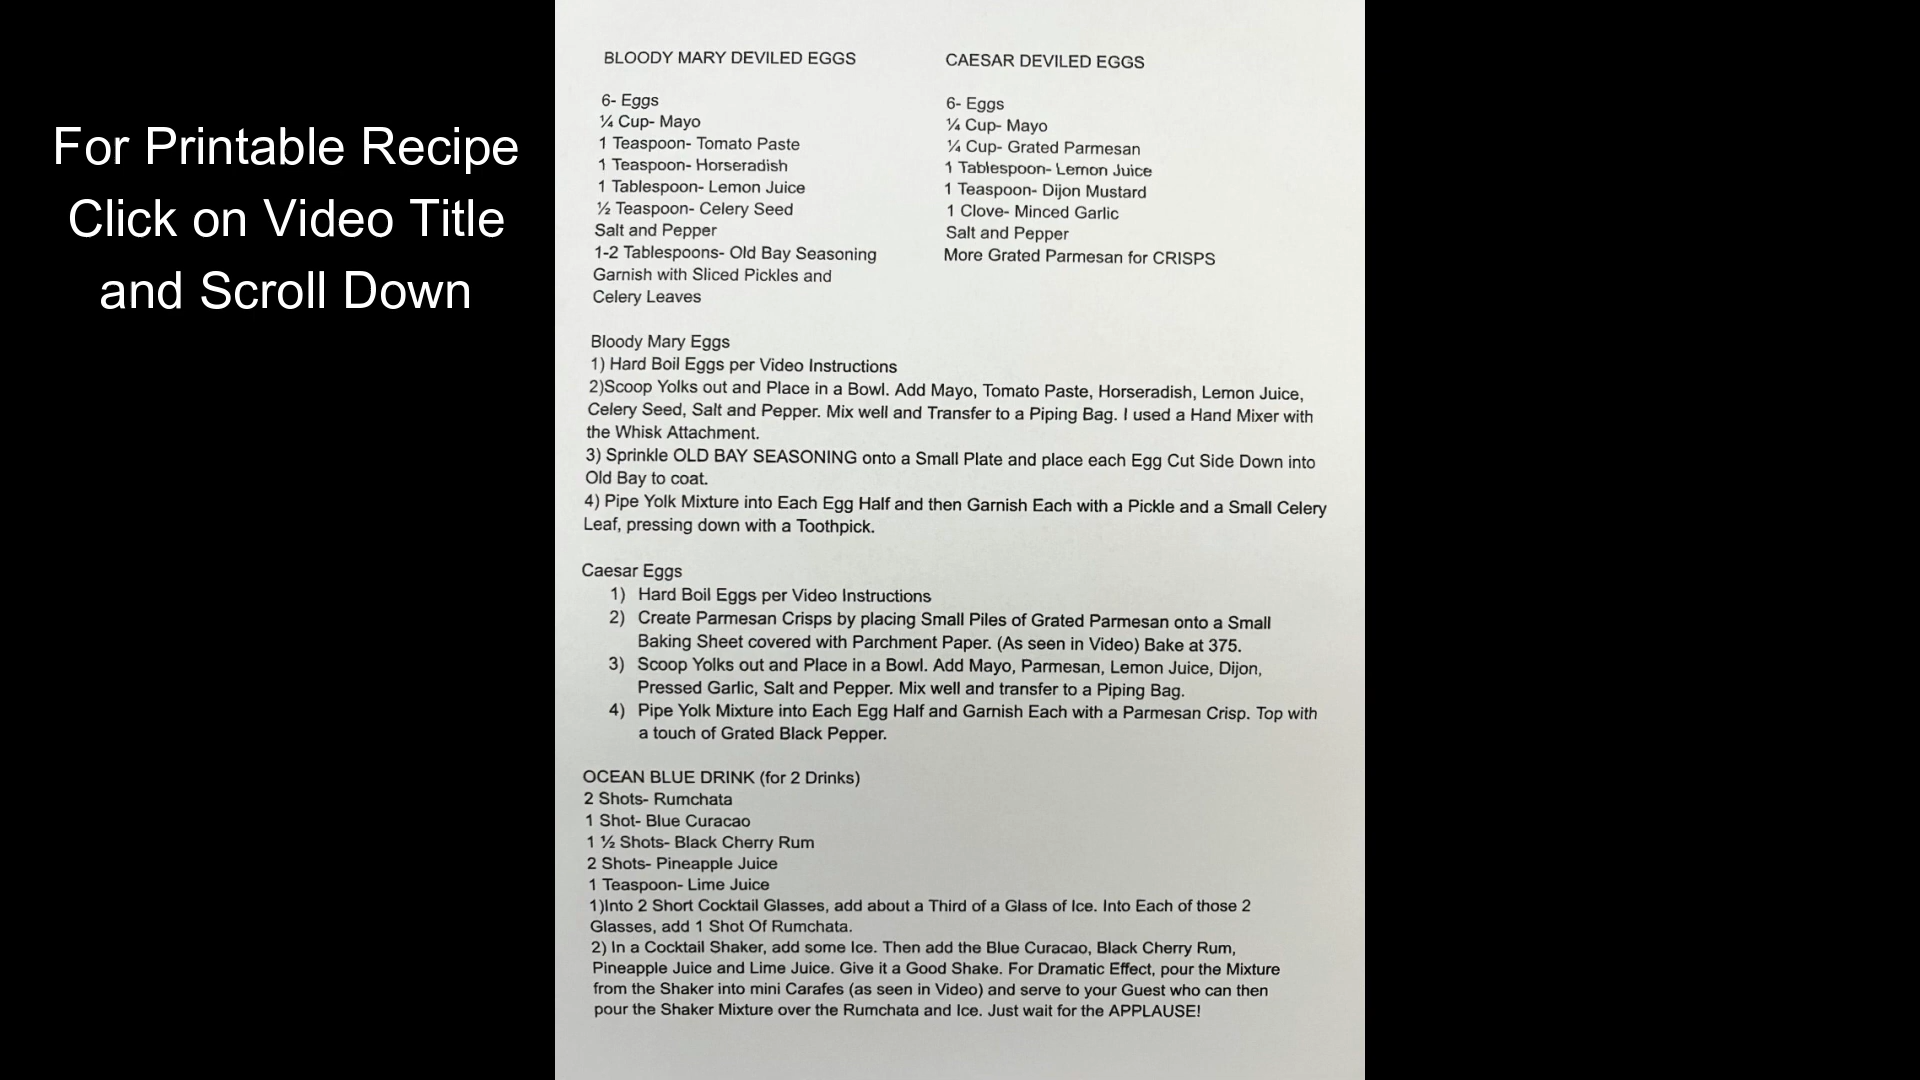 For Printable Recipe
Click on Video Title
and Scroll Down
BLOODY MARY DEVILED EGGS
6- Eggs
¼ Cup- Mayo
1 Teaspoon- Tomato Paste
1 Teaspoon- Horseradish
1 Tablespoon- Lemon Juice
½ Teaspoon- Celery Seed
Salt and Pepper
1-2 Tablespoons- Old Bay Seasoning
Garnish with Sliced Pickles and
Celery Leaves
CAESAR DEVILED EGGS
6- Eggs
¼ Cup- Mayo
¼ Cup- Grated Parmesan
1 Tablespoon- Lemon Juice
1 Teaspoon- Dijon Mustard
1 Clove- Minced Garlic
Salt and Pepper
More Grated Parmesan for CRISPS
Bloody Mary Eggs
1) Hard Boil Eggs per Video Instructions
2)Scoop Yolks out and Place in a Bowl. Add Mayo, Tomato Paste, Horseradish, Lemon Juice,
Celery Seed, Salt and Pepper. Mix well and Transfer to a Piping Bag. I used a Hand Mixer with
the Whisk Attachment.
3) Sprinkle OLD BAY SEASONING onto a Small Plate and place each Egg Cut Side Down into
Old Bay to coat.
4) Pipe Yolk Mixture into Each Egg Half and then Garnish Each with a Pickle and a Small Celery
Leaf, pressing down with a Toothpick.
Caesar Eggs
1) Hard Boil Eggs per Video Instructions
2) Create Parmesan Crisps by placing Small Piles of Grated Parmesan onto a Small
Baking Sheet covered with Parchment Paper. (As seen in Video) Bake at 375.
3) Scoop Yolks out and Place in a Bowl. Add Mayo, Parmesan, Lemon Juice, Dijon,
Pressed Garlic, Salt and Pepper. Mix well and transfer to a Piping Bag.
4) Pipe Yolk Mixture into Each Egg Half and Garnish Each with a Parmesan Crisp. Top with
a touch of Grated Black Pepper.
OCEAN BLUE DRINK (for 2 Drinks)
2 Shots- Rumchata
1 Shot- Blue Curacao
1 ½ Shots- Black Cherry Rum
2 Shots- Pineapple Juice
1 Teaspoon- Lime Juice
1)Into 2 Short Cocktail Glasses, add about a Third of a Glass of Ice. Into Each of those 2
Glasses, add 1 Shot Of Rumchata.
2) In a Cocktail Shaker, add some Ice. Then add the Blue Curacao, Black Cherry Rum,
Pineapple Juice and Lime Juice. Give it a Good Shake. For Dramatic Effect, pour the Mixture
from the Shaker into mini Carafes (as seen in Video) and serve to your Guest who can then
pour the Shaker Mixture over the Rumchata and Ice. Just wait for the APPLAUSE!